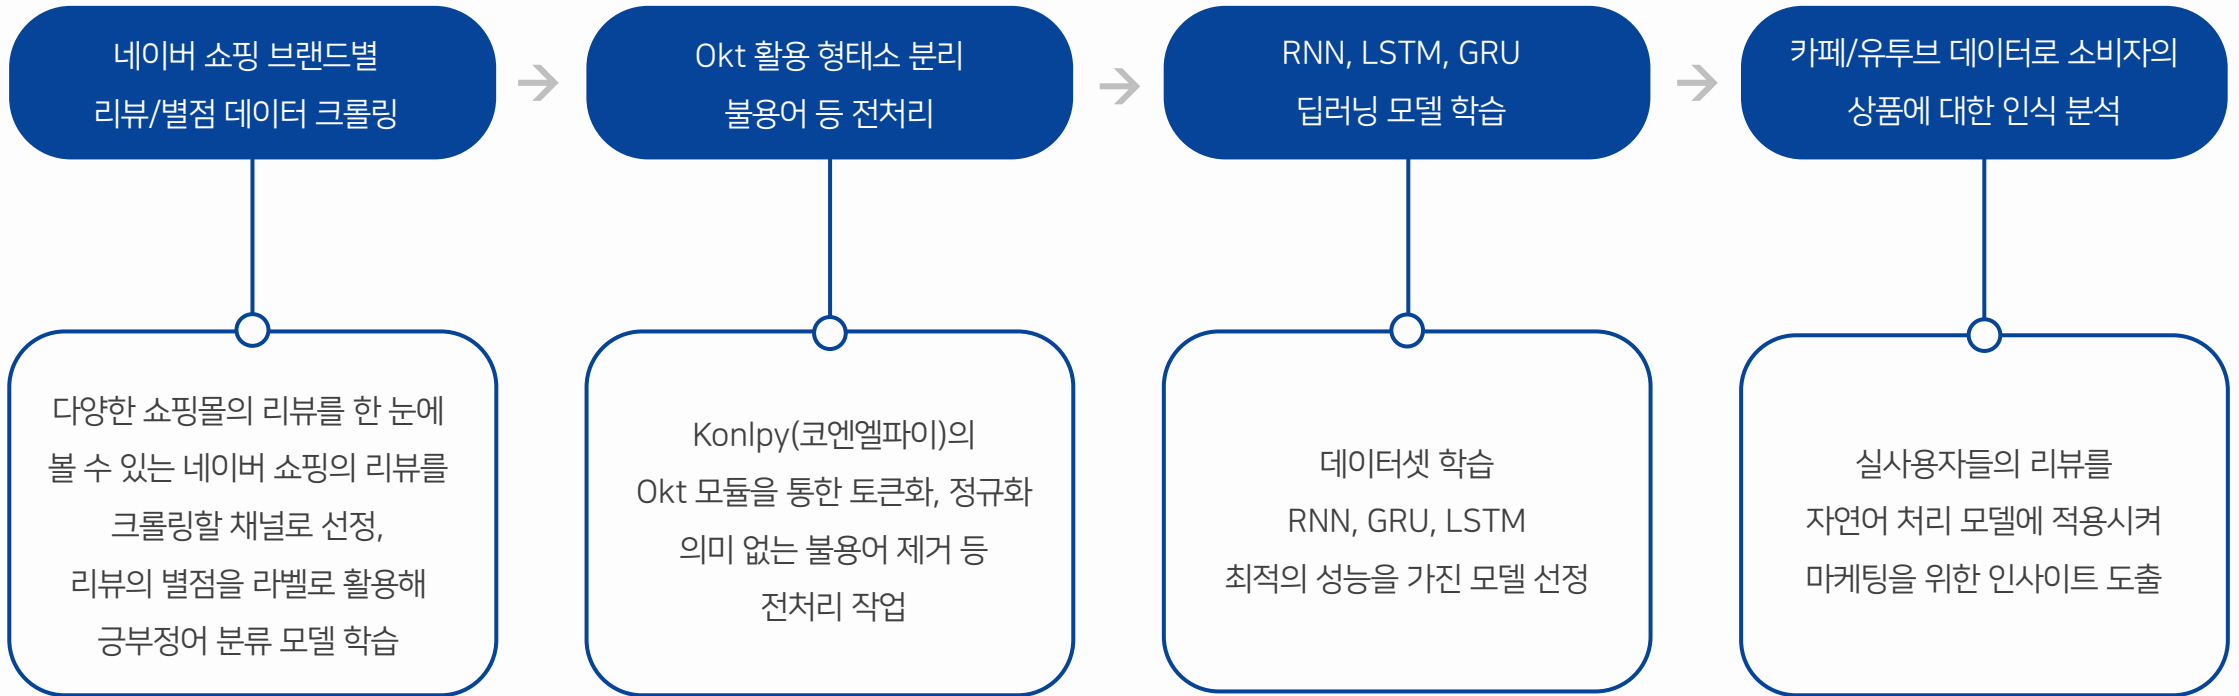 네이버 쇼핑 브랜드별
리뷰/별점 데이터 크롤링
Okt 활용 형태소 분리
불용어 등 전처리
RNN, LSTM, GRU
딥러닝 모델 학습
카페/유투브 데이터로 소비자의
상품에 대한 인식 분석
다양한 쇼핑몰의 리뷰를 한 눈에
볼 수 있는 네이버 쇼핑의 리뷰를
크롤링할 채널로 선정,
리뷰의 별점을 라벨로 활용해
긍부정어 분류 모델 학습
Konlpy(코엔엘파이)의
Okt 모듈을 통한 토큰화, 정규화
의미 없는 불용어 제거 등
전처리 작업
데이터셋 학습
RNN, GRU, LSTM
최적의 성능을 가진 모델 선정
실사용자들의 리뷰를
자연어 처리 모델에 적용시켜
마케팅을 위한 인사이트 도출